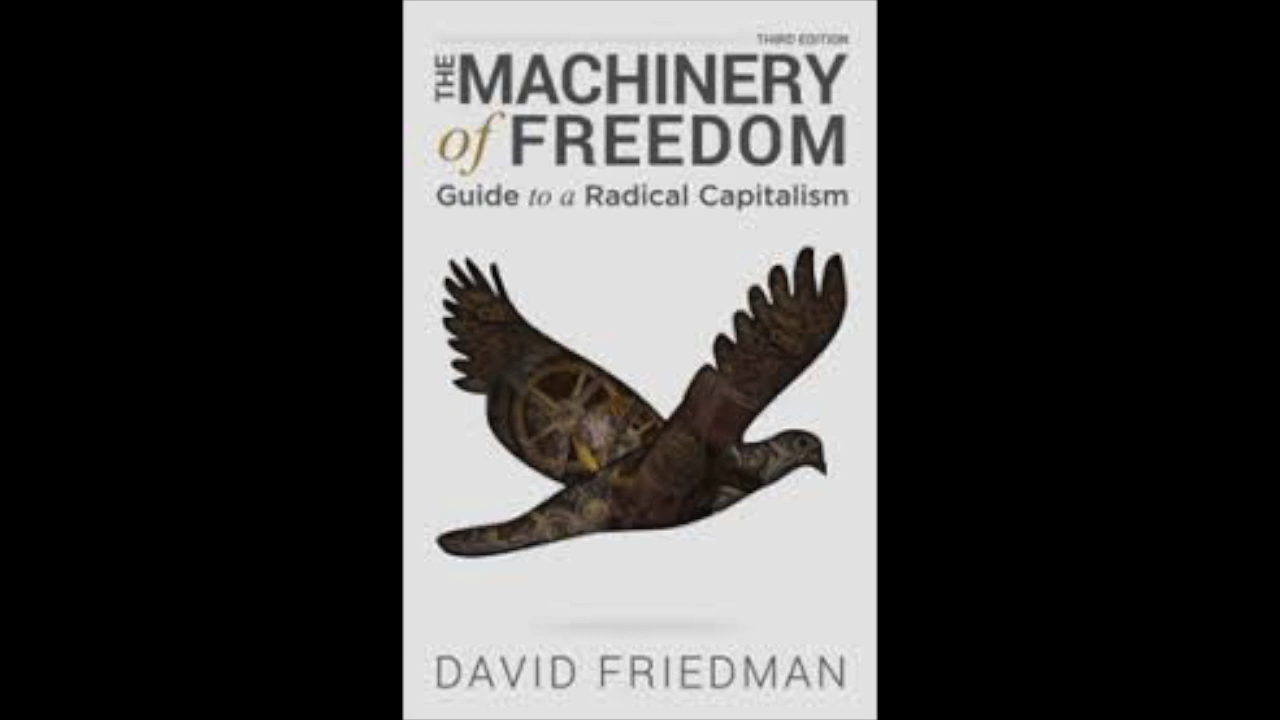 THIRD EDITION
THE MACHINERY
of FREEDOM
Guide to a Radical Capitalism
DAVID FRIEDMAN